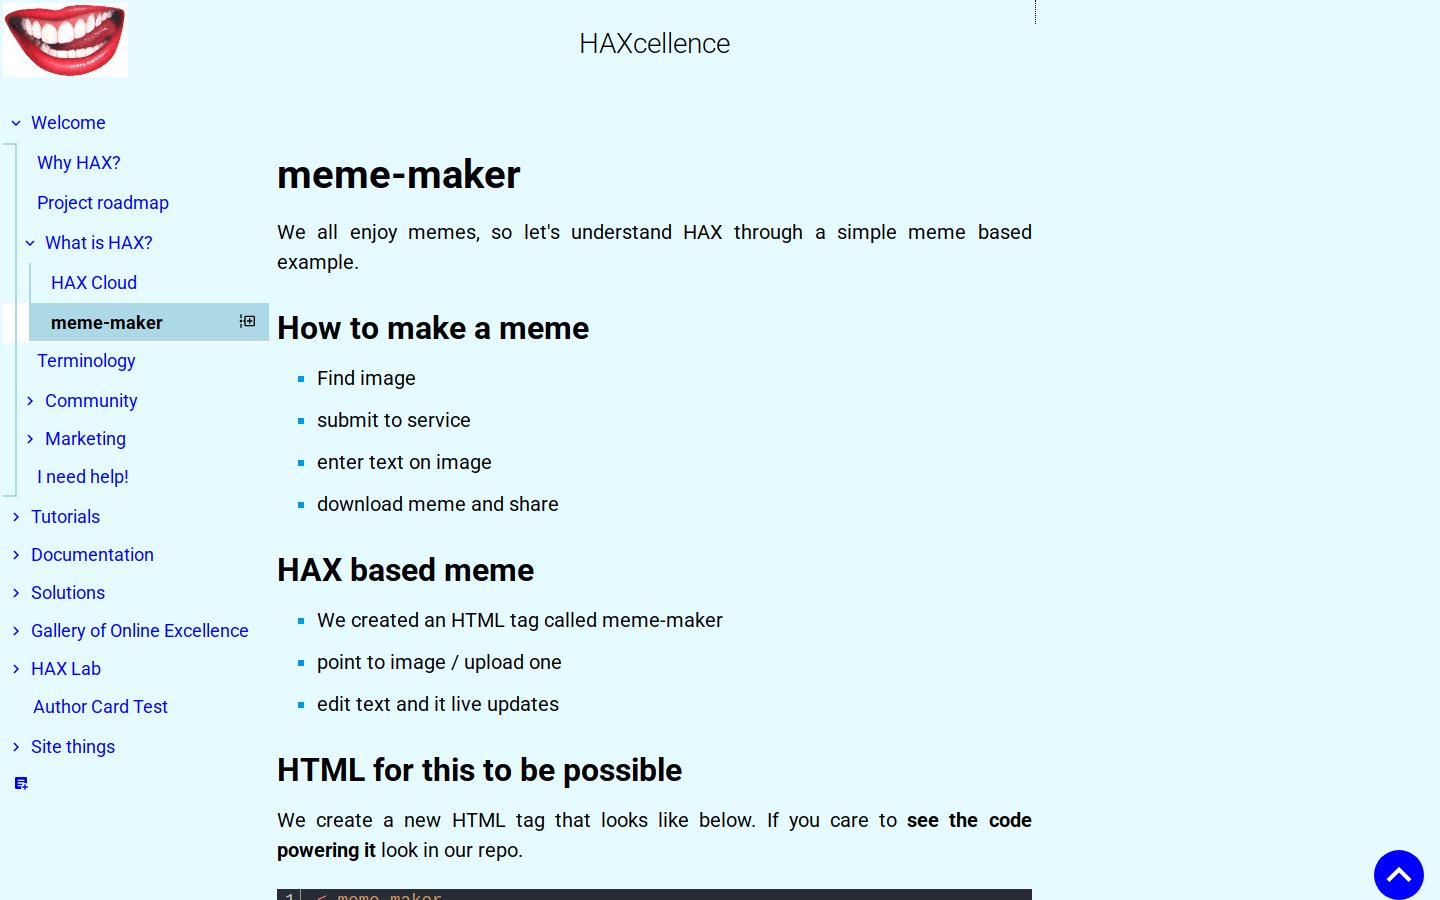 HAXcellence
Welcome
Why HAX?
Project roadmap
What is HAX?
HAX Cloud
meme-maker
Terminology
Community
Marketing
I need help!
Tutorials
Documentation
Solutions
Gallery of Online Excellence
HAX Lab
Author Card Test
Site things
meme-maker
We all enjoy memes, so let's understand HAX through a simple meme based
example.
How to make a meme
Find image
submit to service
enter text on image
download meme and share
HAX based meme
We created an HTML tag called meme-maker
point to image / upload one
edit text and it live updates
HTML for this to be possible
We create a new HTML tag that looks like below. If you care to see the code
powering it look in our repo.
1 < meme-maker